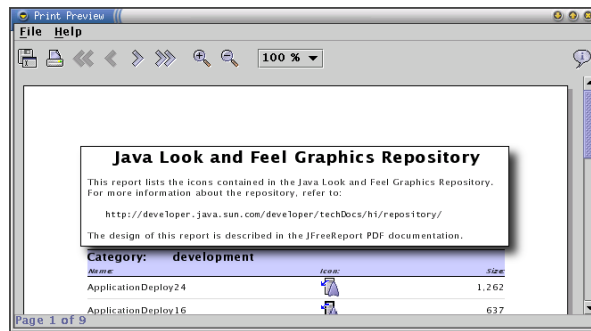 Print Preview
File Help
100 %
Java Look and Feel Graphics Repository
This report lists the icons contained in the Java Look and Feel Graphics Repository.
For more information about the repository, refer to:
http://developer.java.sun.com/developer/techDocs/hi/repository/
The design of this report is described in the JFreeReport PDF documentation.
Category: development
Name: Icon: Size:
ApplicationDeploy24 1,262
ApplicationDeploy16 637
Page 1 of 9